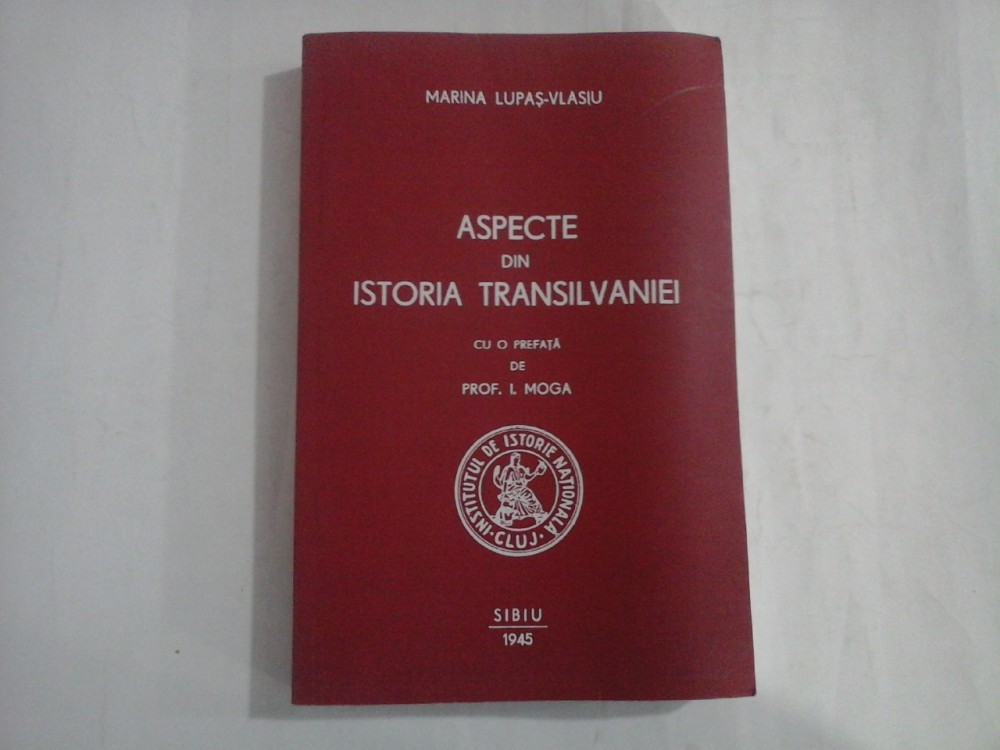 MARINA LUPAȘ-VLASIU
ASPECTE
DIN
ISTORIA TRANSILVANIEI
CU O PREFAȚĂ
DE
PROF. I. MOGA
INSTITUTUL DE ISTORIE NAȚIONALĂ
· CLUJ ·
SIBIU
1945